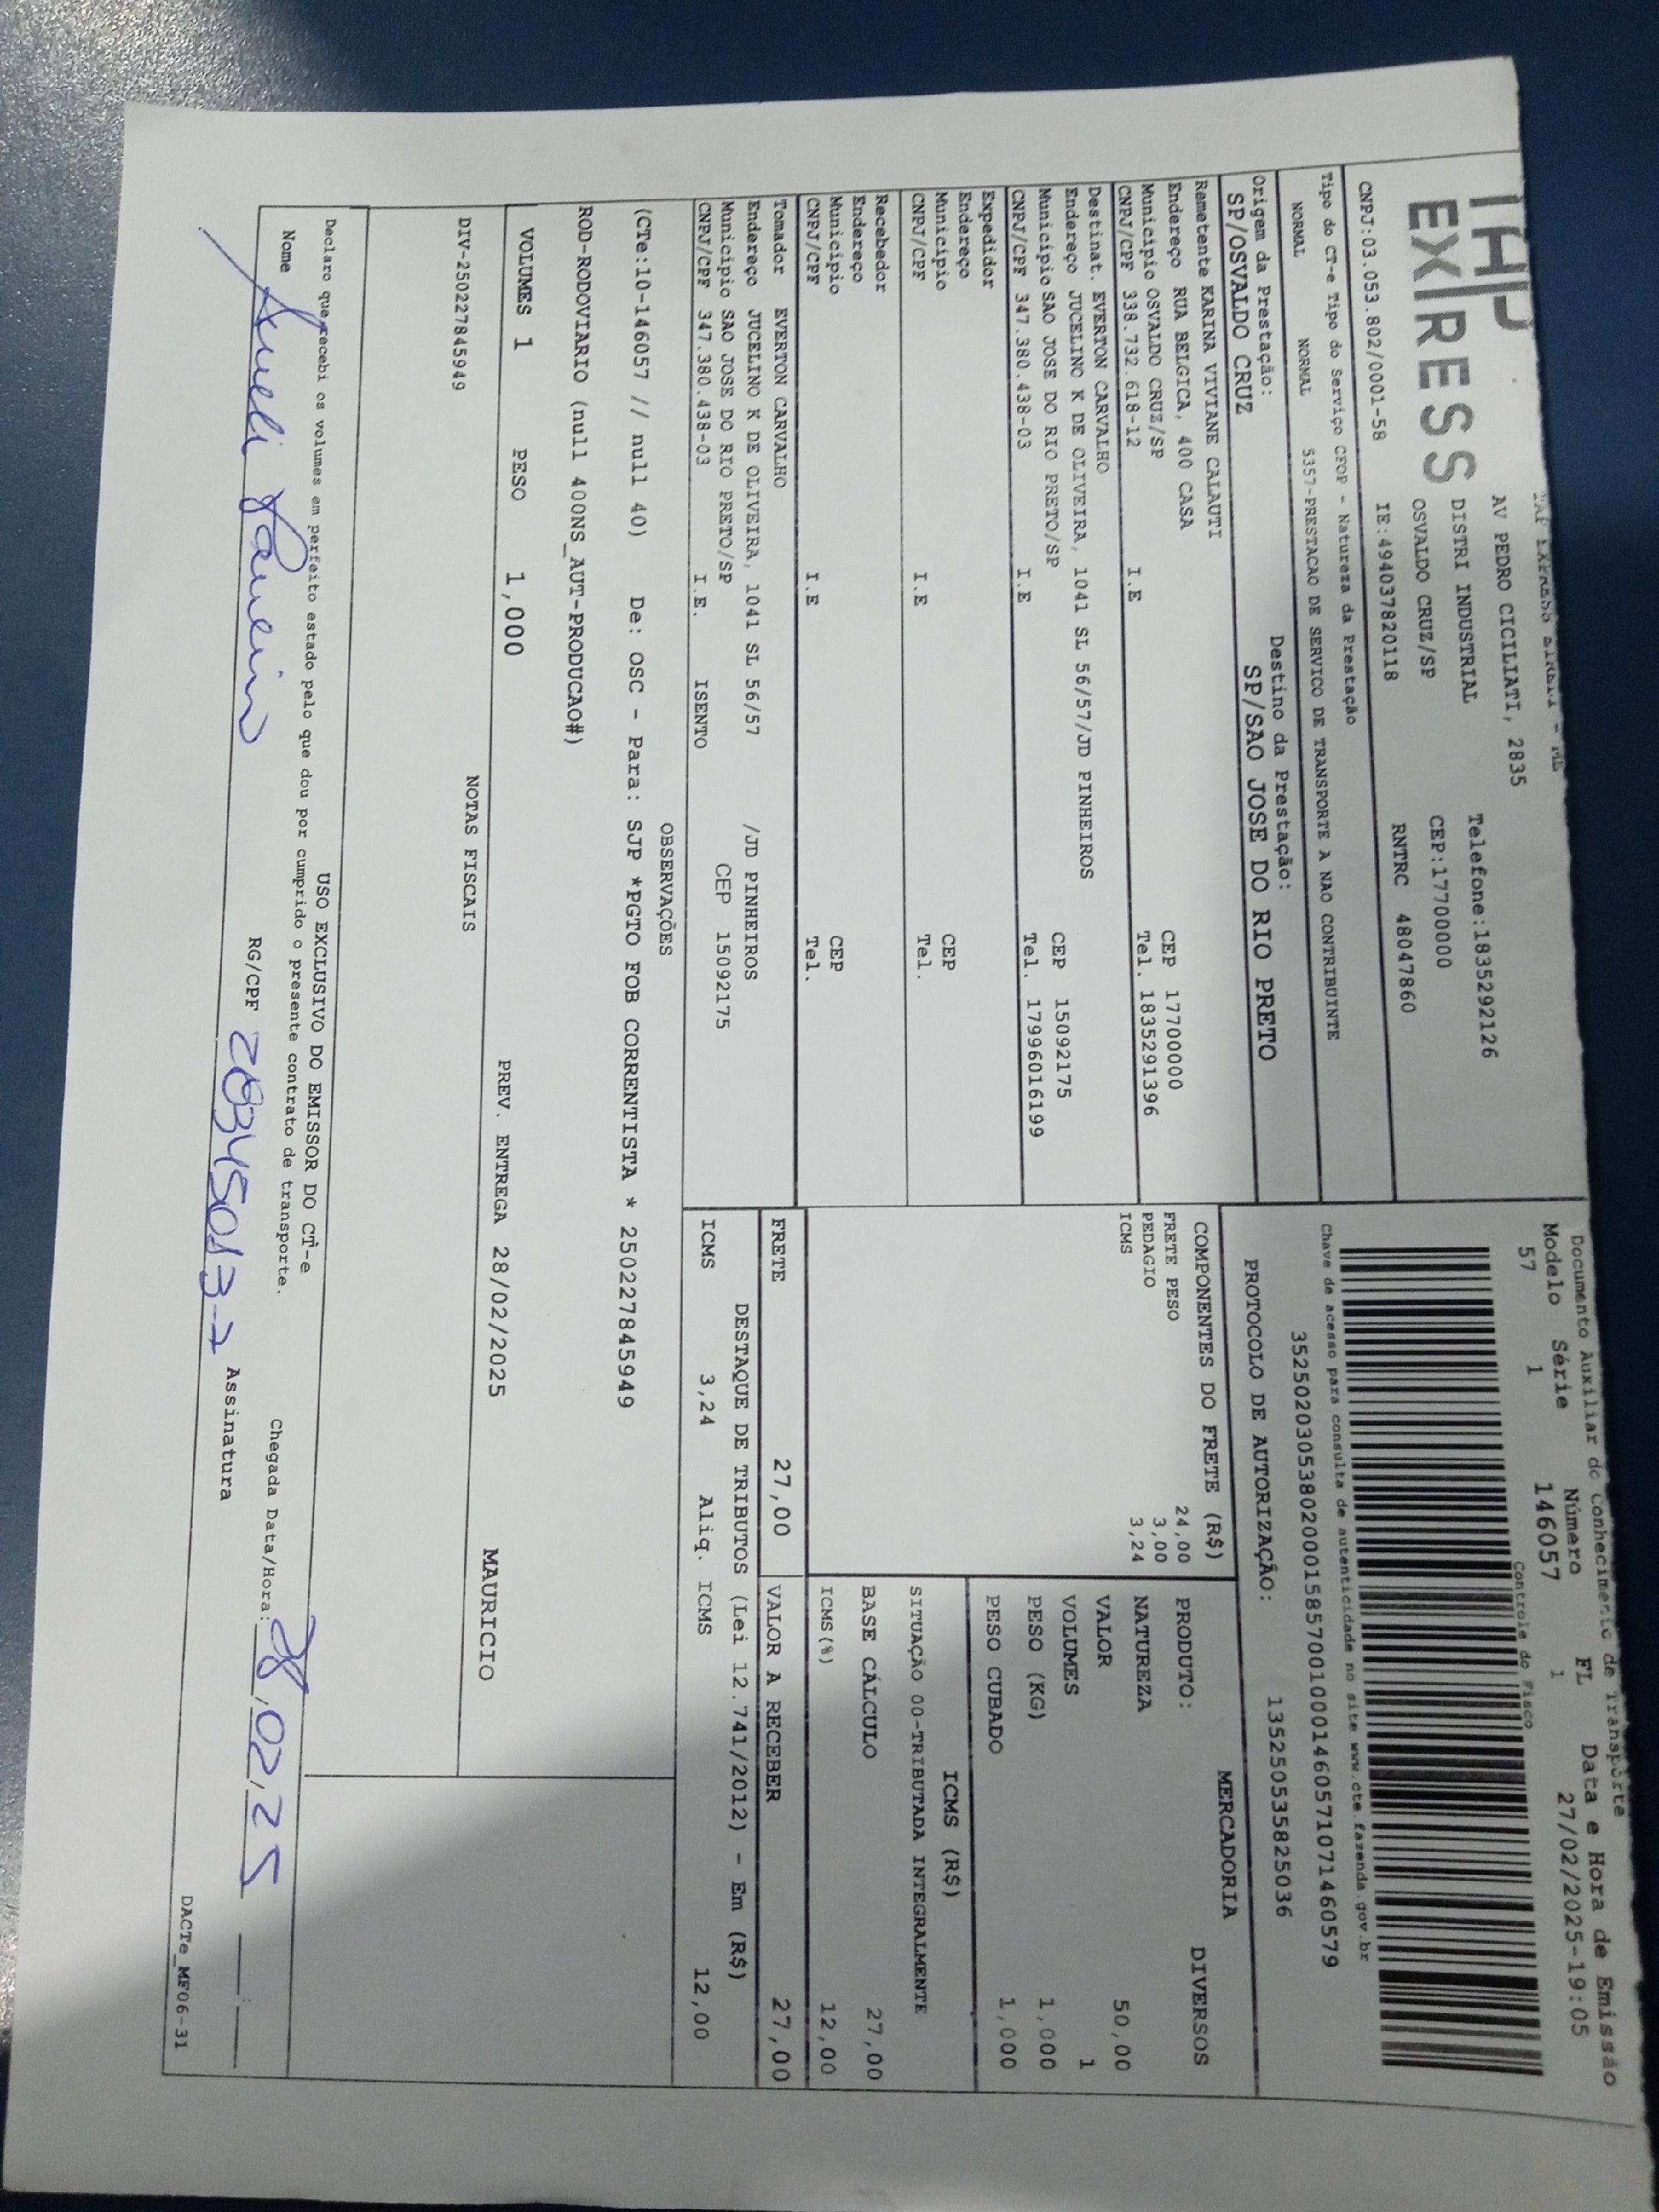 EXPRESS
AV PEDRO CICILIATI, 2835
DISTRI INDUSTRIAL
OSVALDO CRUZ/SP
Telefone:1835292126
CEP:17700000
CNPJ:03.053.802/0001-58
IE:494037820118
RNTRC 48047860
Documento Auxiliar do Conhecimento de Transporte
Modelo Série Número FL Data e Hora de Emissão
57 1 146057 1 27/02/2025-19:05
Controle do Fisco
Chave de acesso para consulta de autenticidade no site www.cte.fazenda.gov.br
35250203053802000158570010001460571071460579
PROTOCOLO DE AUTORIZAÇÃO: 135250535825036
Tipo do CT-e Tipo do Serviço CFOP - Natureza da Prestação
NORMAL NORMAL 5357-PRESTACAO DE SERVICO DE TRANSPORTE A NAO CONTRIBUINTE
Origem da Prestação: Destino da Prestação:
SP/OSVALDO CRUZ SP/SAO JOSE DO RIO PRETO
Remetente KARINA VIVIANE CALAUTI
Endereço RUA BELGICA, 400 CASA
Municipio OSVALDO CRUZ/SP CEP 17700000
CNPJ/CPF 338.732.618-12 I.E Tel. 1835291396
Destinat. EVERTON CARVALHO
Endereço JUCELINO K DE OLIVEIRA, 1041 SL 56/57/JD PINHEIROS
Municipio SAO JOSE DO RIO PRETO/SP CEP 15092175
CNPJ/CPF 347.380.438-03 I.E Tel. 17996016199
Expedidor
Endereço
Municipio CEP
CNPJ/CPF I.E Tel.
Recebedor
Endereço
Municipio CEP
CNPJ/CPF I.E Tel.
Tomador EVERTON CARVALHO
Endereço JUCELINO K DE OLIVEIRA, 1041 SL 56/57 /JD PINHEIROS
Municipio SAO JOSE DO RIO PRETO/SP CEP 15092175
CNPJ/CPF 347.380.438-03 I.E. ISENTO
COMPONENTES DO FRETE (R$)
FRETE PESO 24,00
PEDAGIO 3,00
ICMS 3,24
MERCADORIA
PRODUTO: DIVERSOS
NATUREZA
VALOR 50,00
VOLUMES 1
PESO (KG) 1,000
PESO CUBADO 1,000
ICMS (R$)
SITUAÇÃO 00-TRIBUTADA INTEGRALMENTE
BASE CÁLCULO 27,00
ICMS(%) 12,00
FRETE 27,00 VALOR A RECEBER 27,00
DESTAQUE DE TRIBUTOS (Lei 12.741/2012) - Em (R$)
ICMS 3,24 Aliq. ICMS 12,00
OBSERVAÇÕES
(CTe:10-146057 // null 40) De: OSC - Para: SJP *PGTO FOB CORRENTISTA * 250227845949
ROD-RODOVIARIO (null 400NS_AUT-PRODUCAO#)
VOLUMES 1 PESO 1,000 PREV. ENTREGA 28/02/2025 MAURICIO
NOTAS FISCAIS
DIV-250227845949
USO EXCLUSIVO DO EMISSOR DO CT-e
Declaro que recebi os volumes em perfeito estado pelo que dou por cumprido o presente contrato de transporte.
Nome RG/CPF Assinatura Chegada Data/Hora: 28,02,25
DACTe_MF06-31